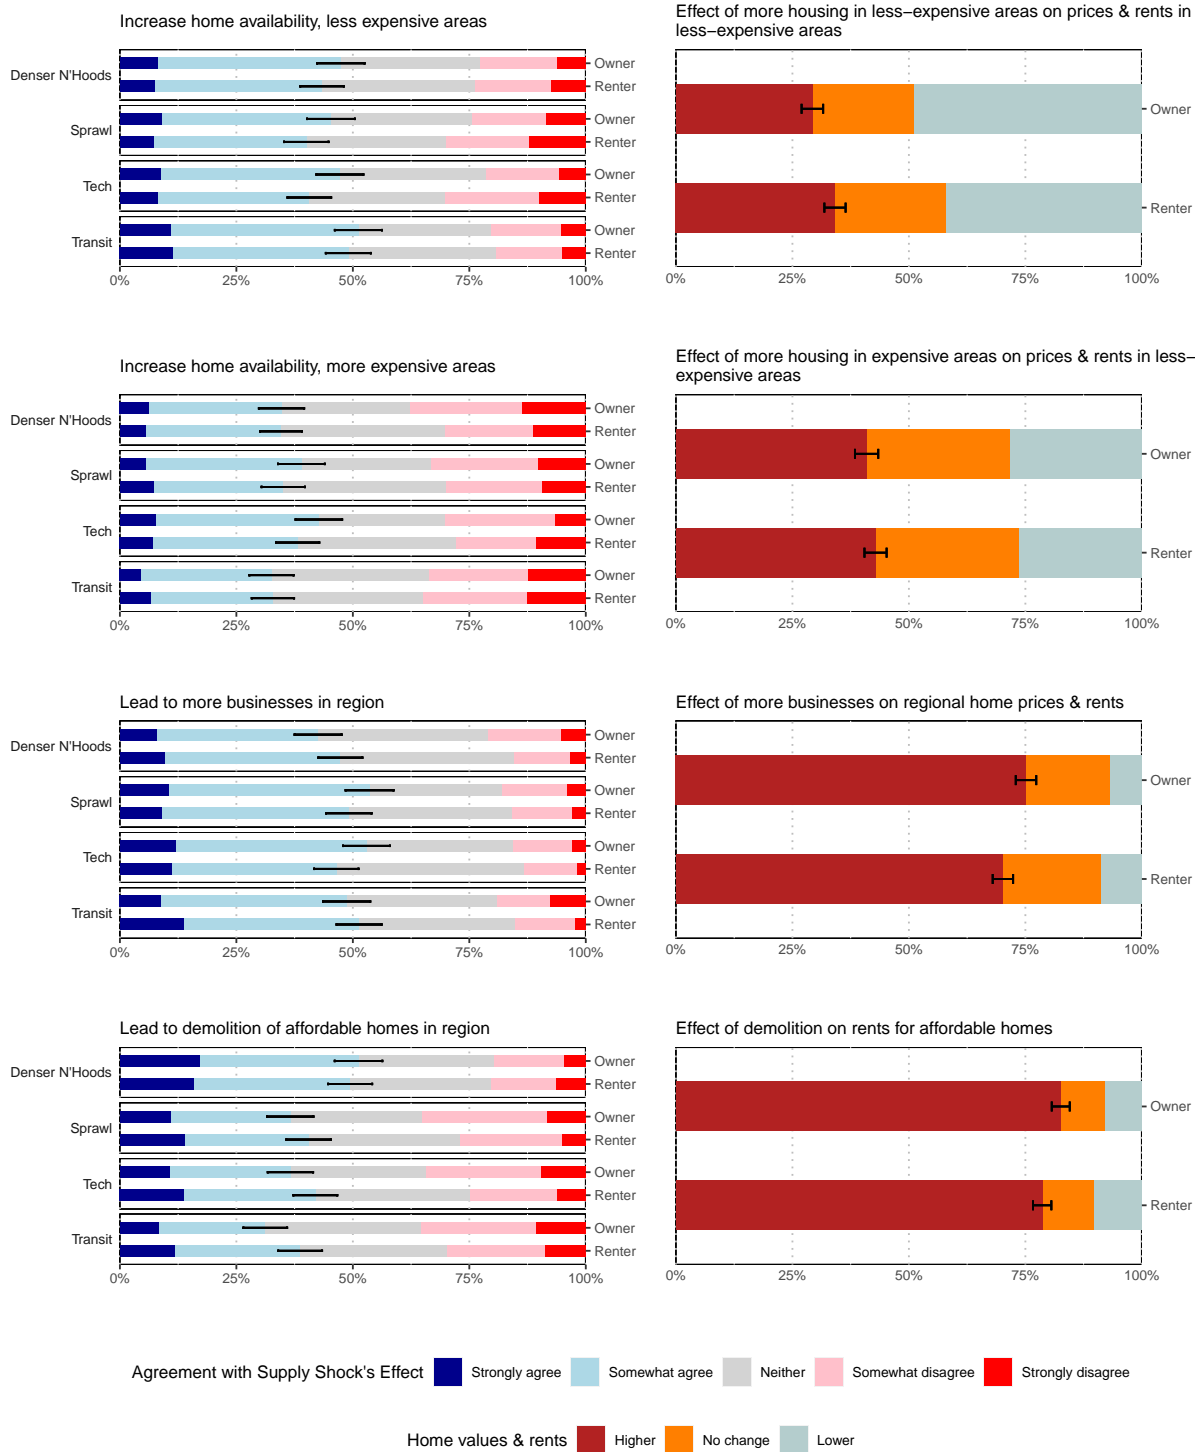 Increase home availability, less expensive areas
Denser N'Hoods
Owner
Renter
Sprawl
Owner
Renter
Tech
Owner
Renter
Transit
Owner
Renter
0% 25% 50% 75% 100%
Effect of more housing in less−expensive areas on prices & rents in
less−expensive areas
Owner
Renter
0% 25% 50% 75% 100%
Increase home availability, more expensive areas
Denser N'Hoods
Owner
Renter
Sprawl
Owner
Renter
Tech
Owner
Renter
Transit
Owner
Renter
0% 25% 50% 75% 100%
Effect of more housing in expensive areas on prices & rents in less−
expensive areas
Owner
Renter
0% 25% 50% 75% 100%
Lead to more businesses in region
Denser N'Hoods
Owner
Renter
Sprawl
Owner
Renter
Tech
Owner
Renter
Transit
Owner
Renter
0% 25% 50% 75% 100%
Effect of more businesses on regional home prices & rents
Owner
Renter
0% 25% 50% 75% 100%
Lead to demolition of affordable homes in region
Denser N'Hoods
Owner
Renter
Sprawl
Owner
Renter
Tech
Owner
Renter
Transit
Owner
Renter
0% 25% 50% 75% 100%
Effect of demolition on rents for affordable homes
Owner
Renter
0% 25% 50% 75% 100%
Agreement with Supply Shock's Effect Strongly agree Somewhat agree Neither Somewhat disagree Strongly disagree
Home values & rents Higher No change Lower